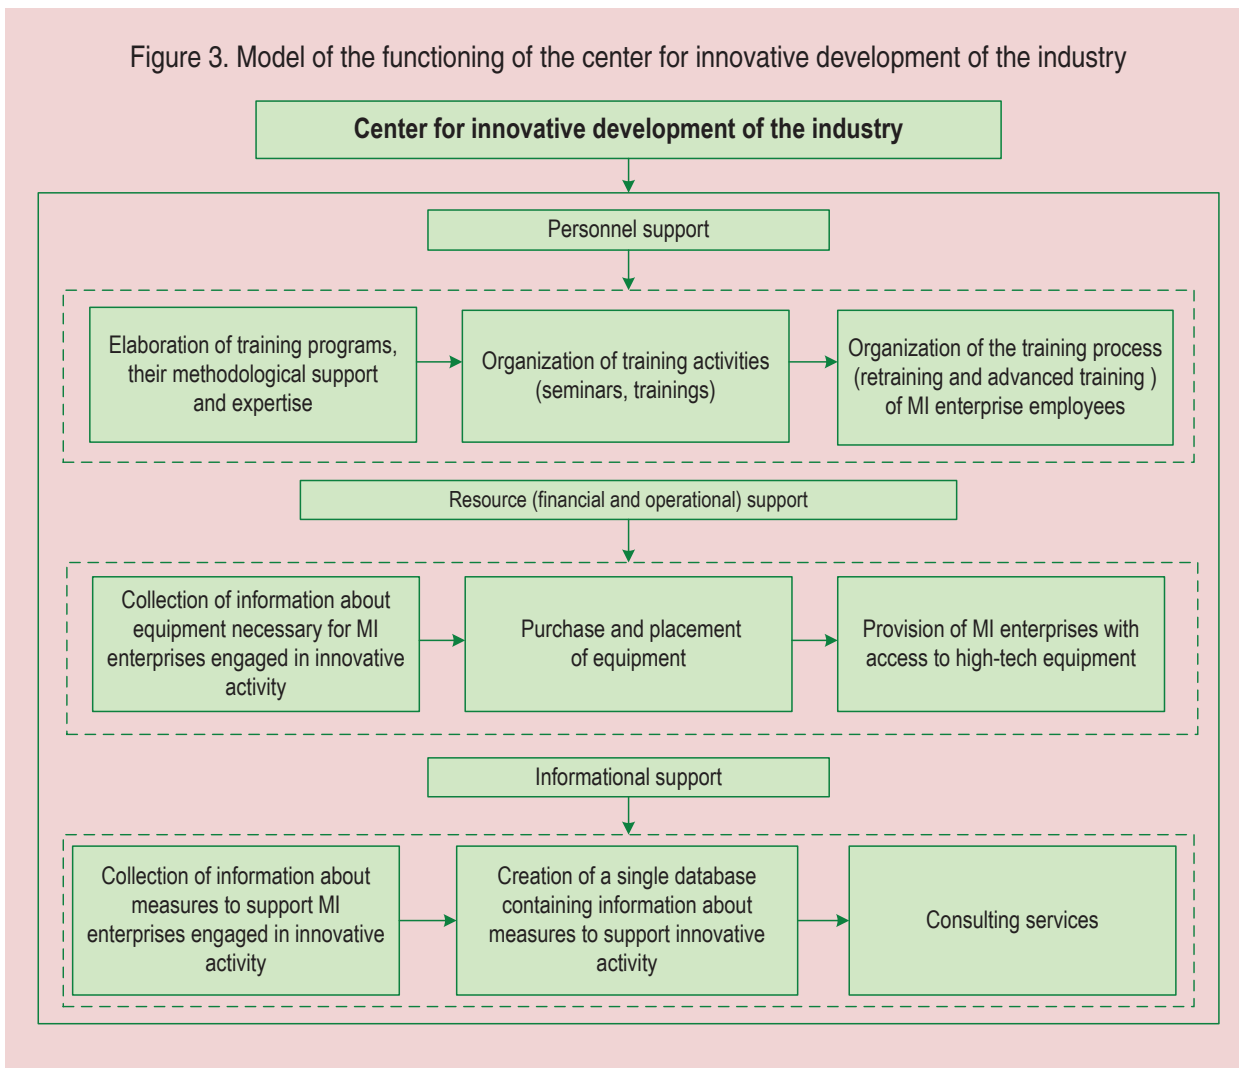 Figure 3. Model of the functioning of the center for innovative development of the industry
Center for innovative development of the industry
Personnel support
Elaboration of training programs,
their methodological support
and expertise
Organization of training activities
(seminars, trainings)
Organization of the training process
(retraining and advanced training )
of MI enterprise employees
Resource (financial and operational) support
Collection of information about
equipment necessary for MI
enterprises engaged in innovative
activity
Purchase and placement
of equipment
Provision of MI enterprises with
access to high-tech equipment
Informational support
Collection of information about
measures to support MI
enterprises engaged in innovative
activity
Creation of a single database
containing information about
measures to support innovative
activity
Consulting services